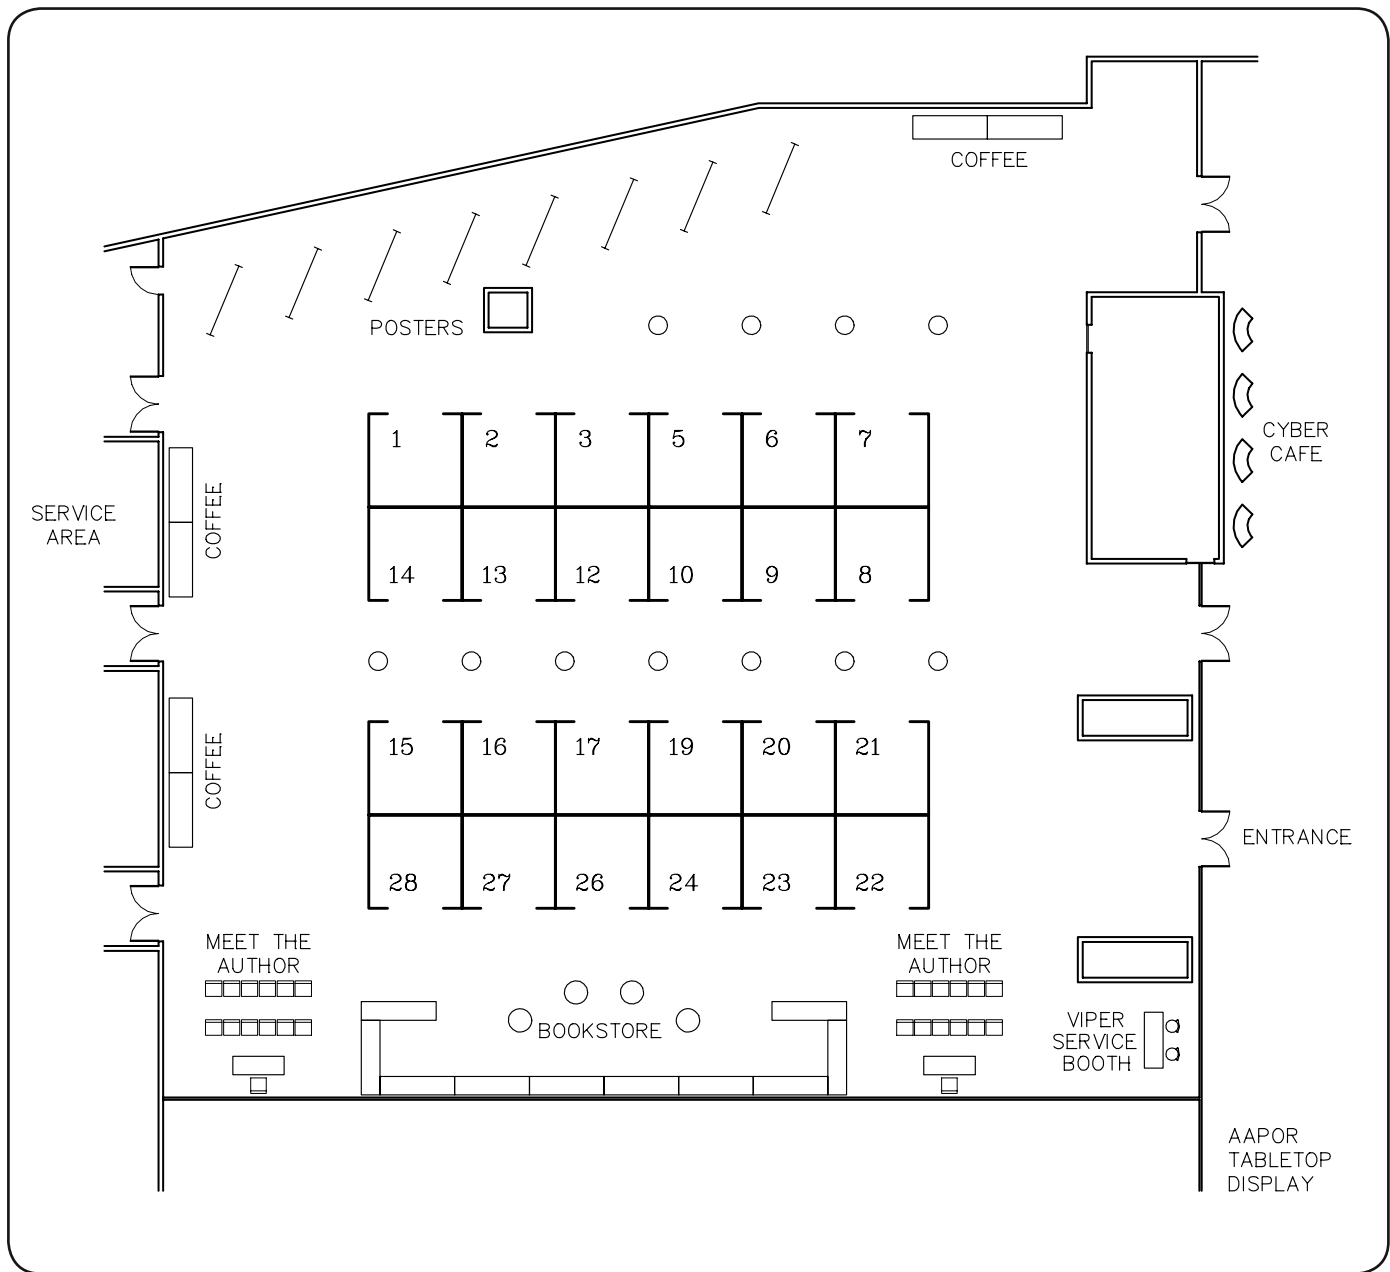 COFFEE
POSTERS
1 2 3 5 6 7
CYBER
CAFE
SERVICE
AREA
COFFEE
14 13 12 10 9 8
15 16 17 19 20 21
COFFEE
ENTRANCE
28 27 26 24 23 22
MEET THE
AUTHOR
MEET THE
AUTHOR
BOOKSTORE
VIPER
SERVICE
BOOTH
AAPOR
TABLETOP
DISPLAY